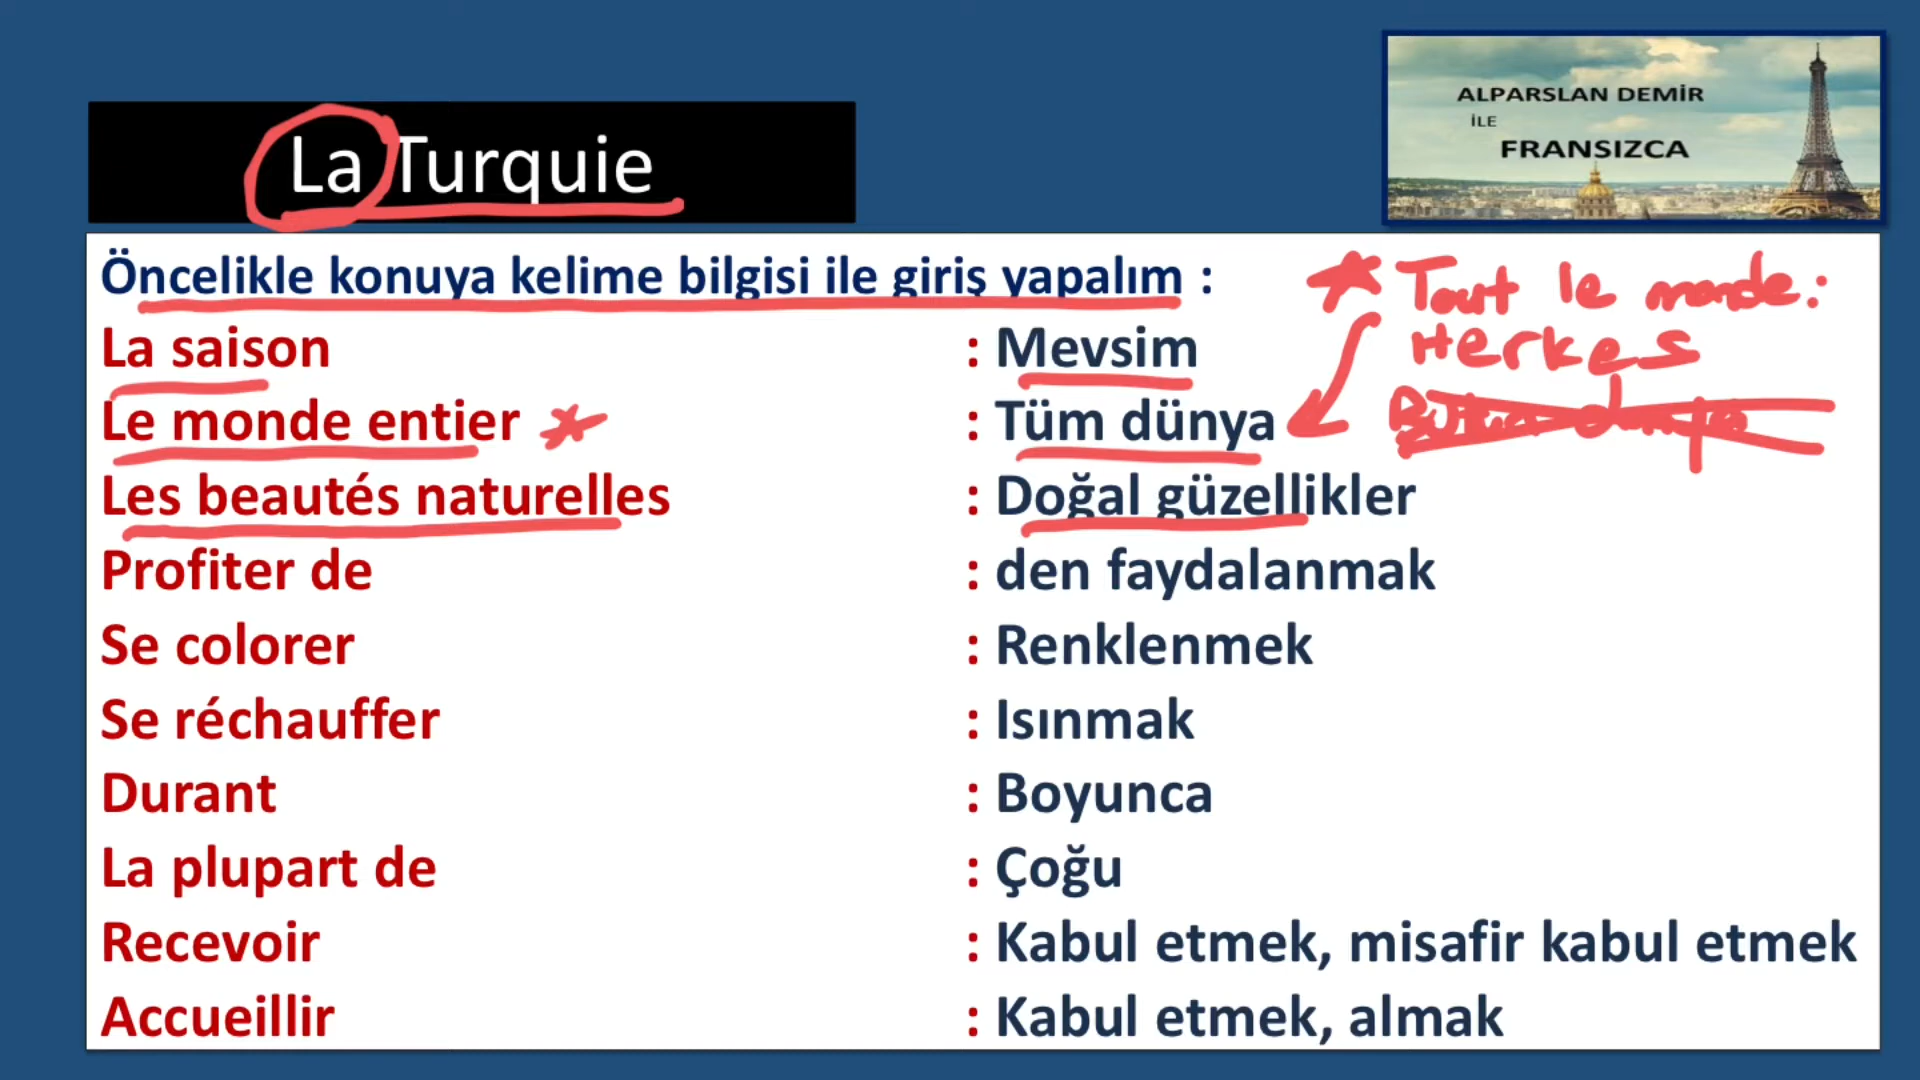 ALPARSLAN DEMİR
İLE
FRANSIZCA
La Turquie
Öncelikle konuya kelime bilgisi ile giriş yapalım :
* Tout le monde :
Herkes
Bütün dünya
La saison : Mevsim
Le monde entier * : Tüm dünya
Les beautés naturelles : Doğal güzellikler
Profiter de : den faydalanmak
Se colorer : Renklenmek
Se réchauffer : Isınmak
Durant : Boyunca
La plupart de : Çoğu
Recevoir : Kabul etmek, misafir kabul etmek
Accueillir : Kabul etmek, almak